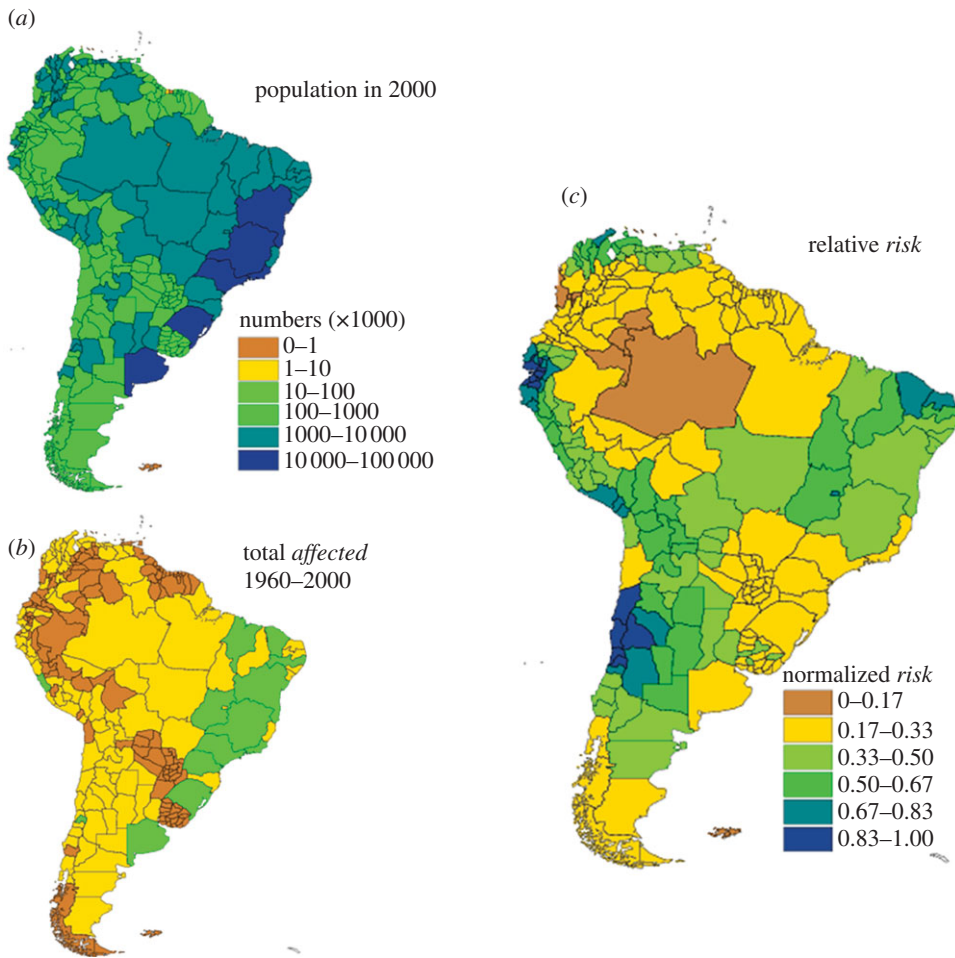 (a)
population in 2000
numbers (×1000)
0–1
1–10
10–100
100–1000
1000–10 000
10 000–100 000
(b)
total affected
1960–2000
(c)
relative risk
normalized risk
0–0.17
0.17–0.33
0.33–0.50
0.50–0.67
0.67–0.83
0.83–1.00